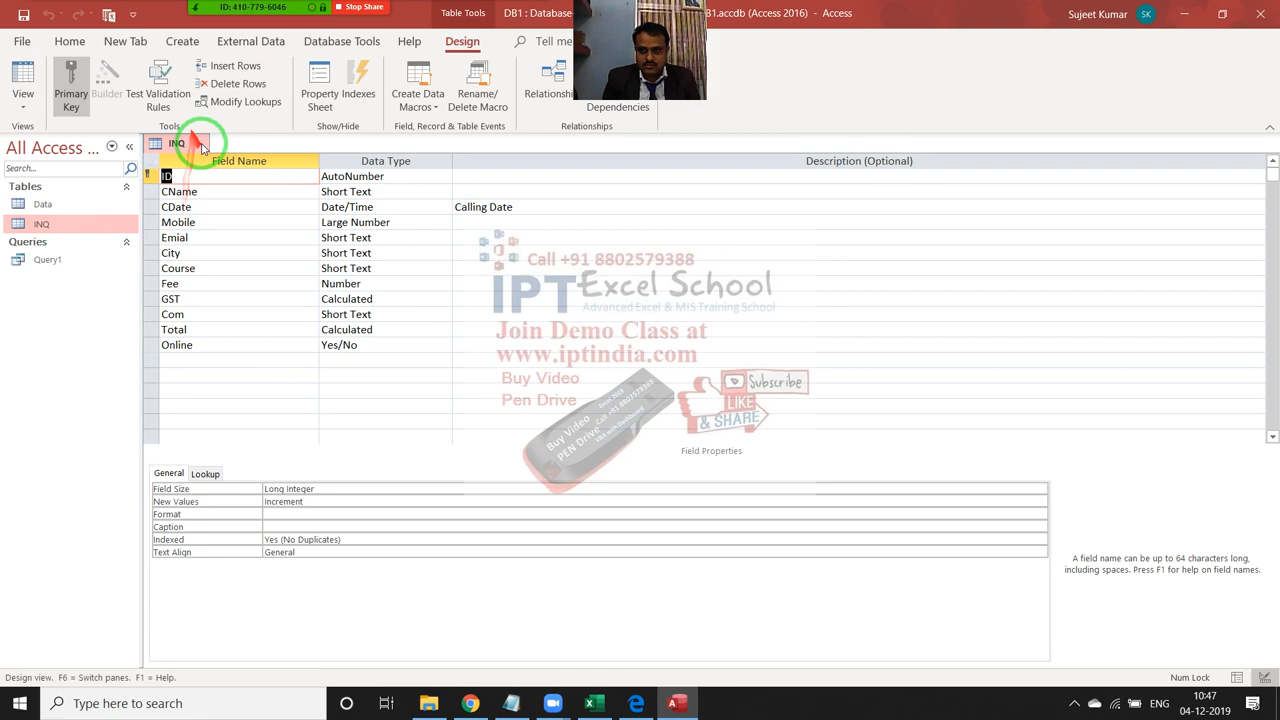 ID: 410-779-6046
Stop Share
Table Tools
DB1 : Database
B1.accdb (Access 2016) - Access
Sujeet Kumar
SK
File
Home
New Tab
Create
External Data
Database Tools
Help
Design
Tell me
View
Primary
Key
Builder
Test Validation
Rules
Insert Rows
Delete Rows
Modify Lookups
Property
Sheet
Indexes
Create Data
Macros
Rename/
Delete Macro
Dependencies
Views
Tools
Show/Hide
Field, Record & Table Events
Relationships
All Access ...
Search...
Tables
Data
INQ
Queries
Query1
INQ
Field Name Data Type Description (Optional)
ID AutoNumber
CName Short Text
CDate Date/Time Calling Date
Mobile Large Number
Emial Short Text
City Short Text
Course Short Text
Fee Number
GST Calculated
Com Short Text
Total Calculated
Online Yes/No
Call +91 8802579388
IPT Excel School
Advanced Excel & MIS Training School
Join Demo Class at
www.iptindia.com
Buy Video
Pen Drive
Subscribe
LIKE
& SHARE
Buy Video
PEN Drive
Call +91 8802579388
Field Properties
General Lookup
Field Size Long Integer
New Values Increment
Format
Caption
Indexed Yes (No Duplicates)
Text Align General
A field name can be up to 64 characters long,
including spaces. Press F1 for help on field names.
Design view. F6 = Switch panes. F1 = Help.
Num Lock
Type here to search
ENG
10:47
04-12-2019